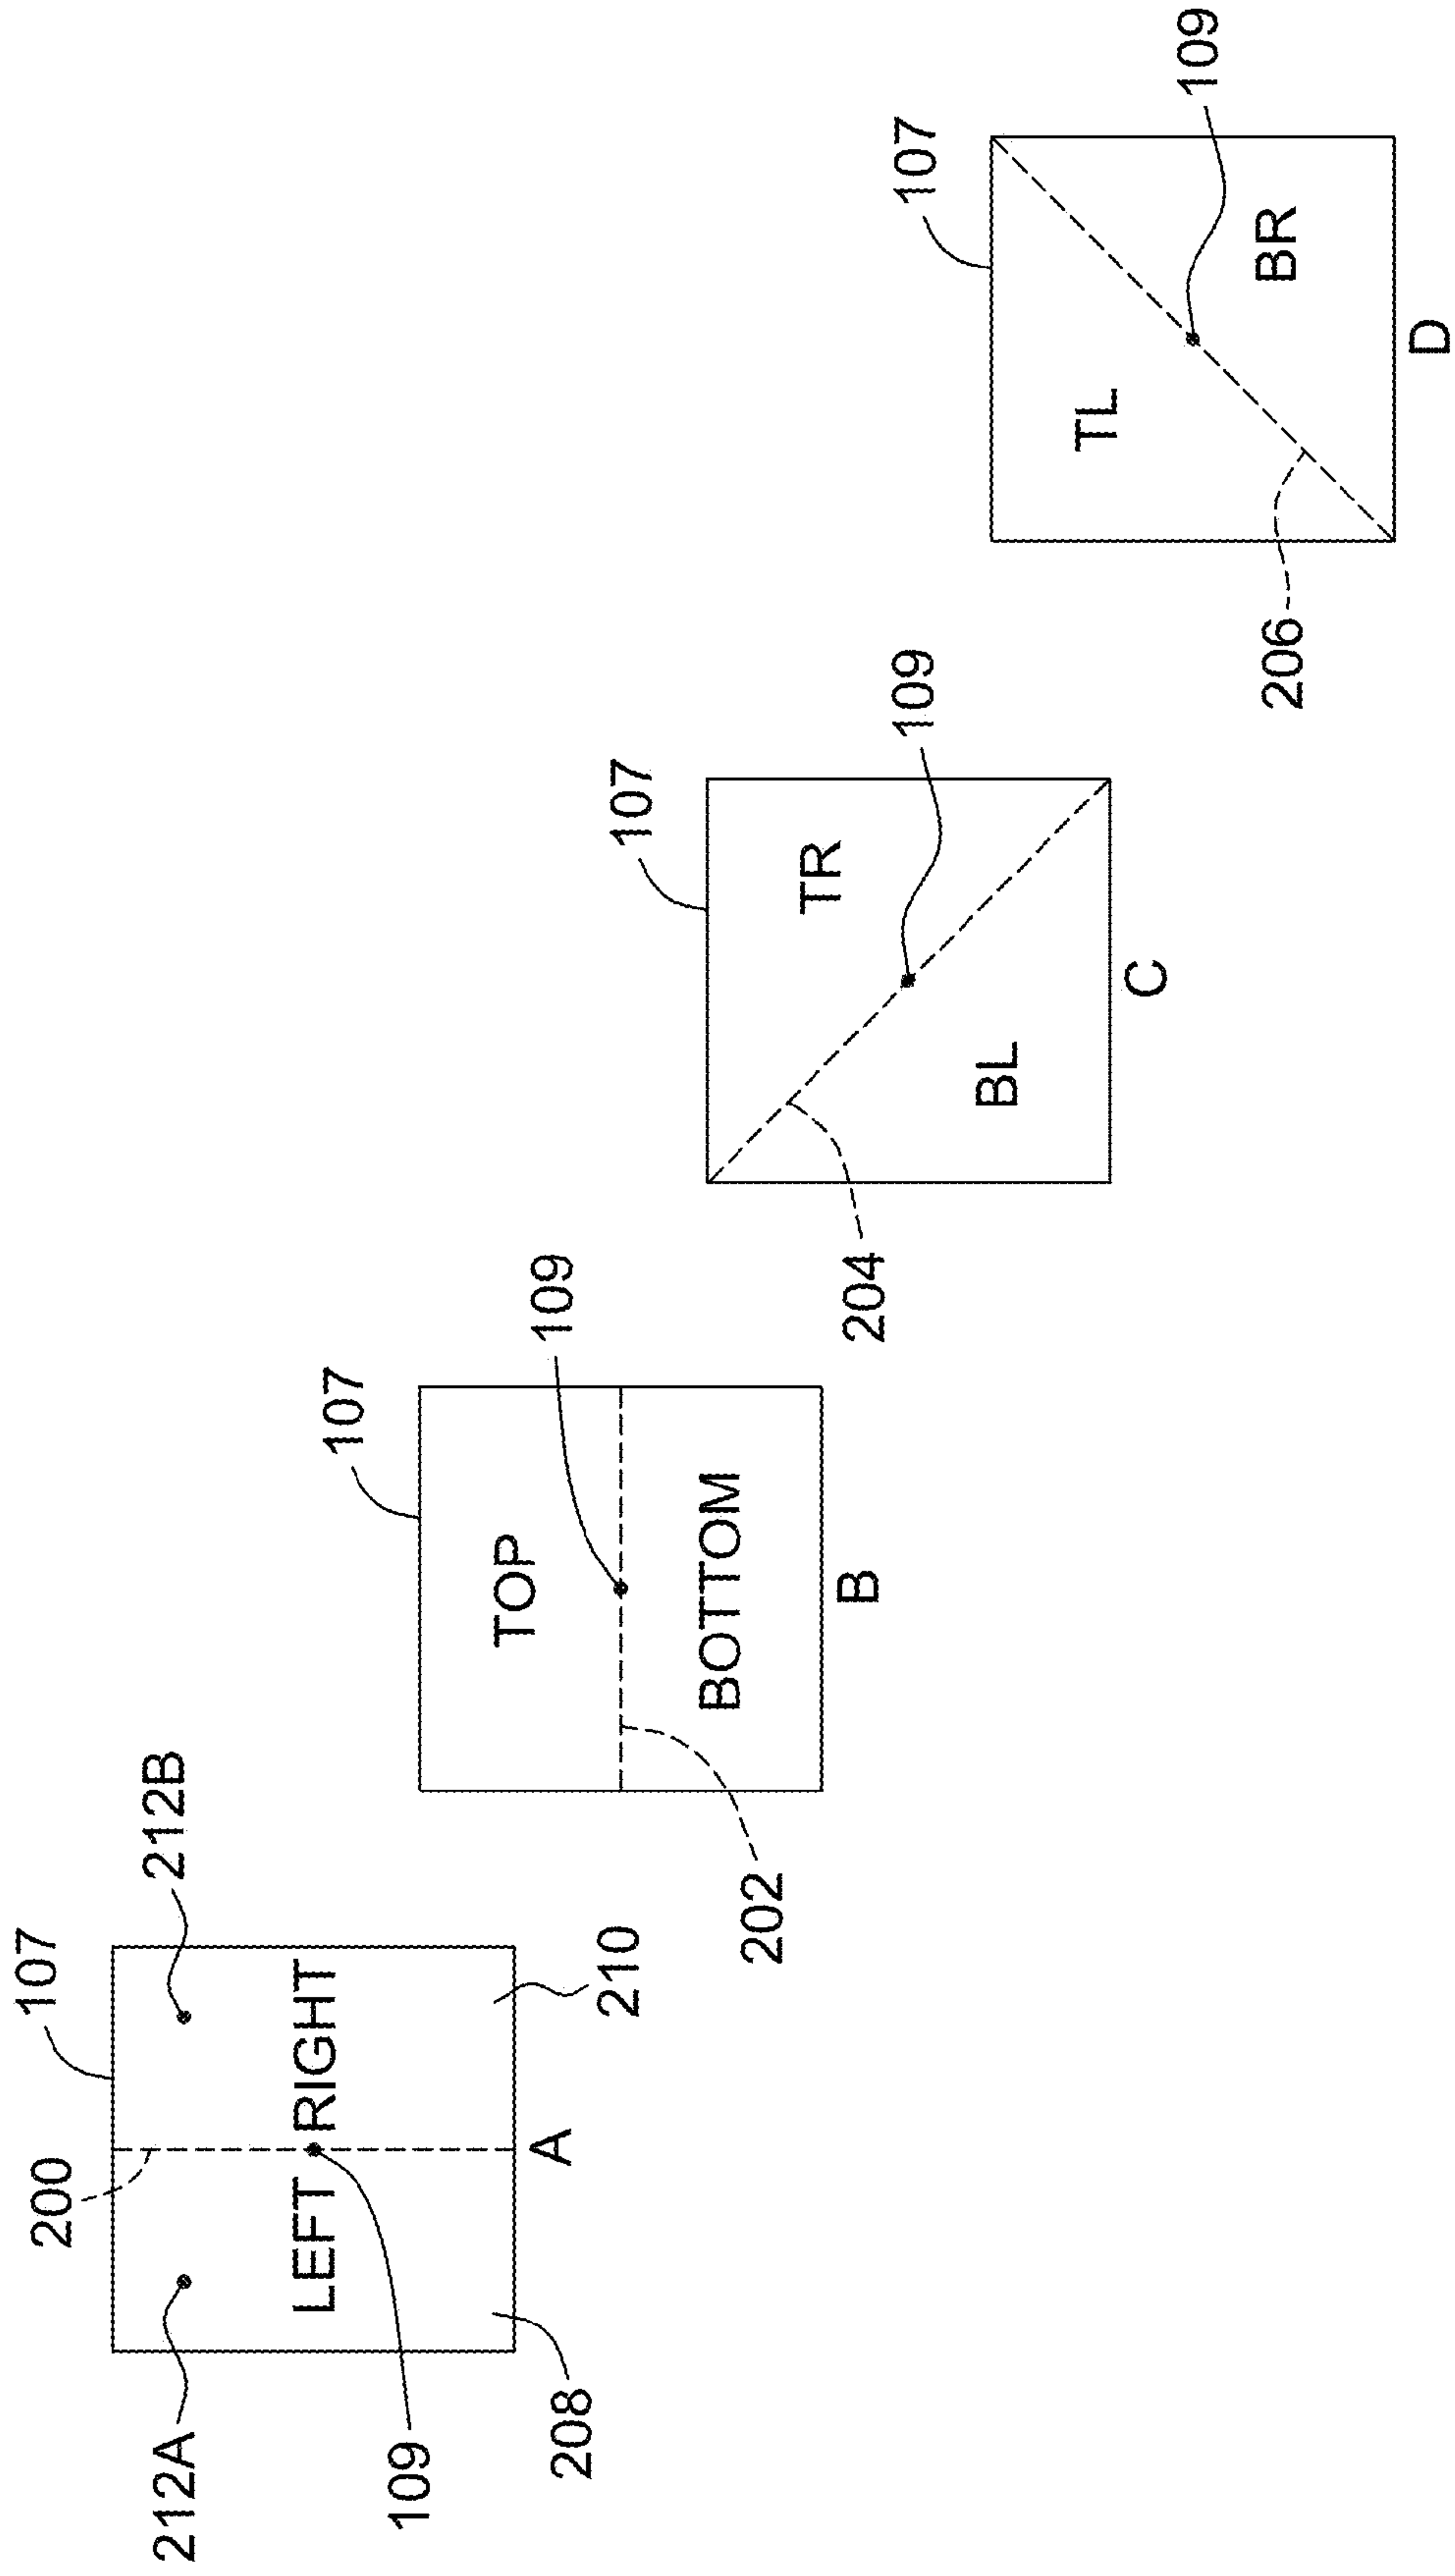 107
200
212A
212B
LEFT
RIGHT
109
208
210
A
107
109
TOP
BOTTOM
202
B
107
109
TR
BL
204
C
107
109
TL
BR
206
D